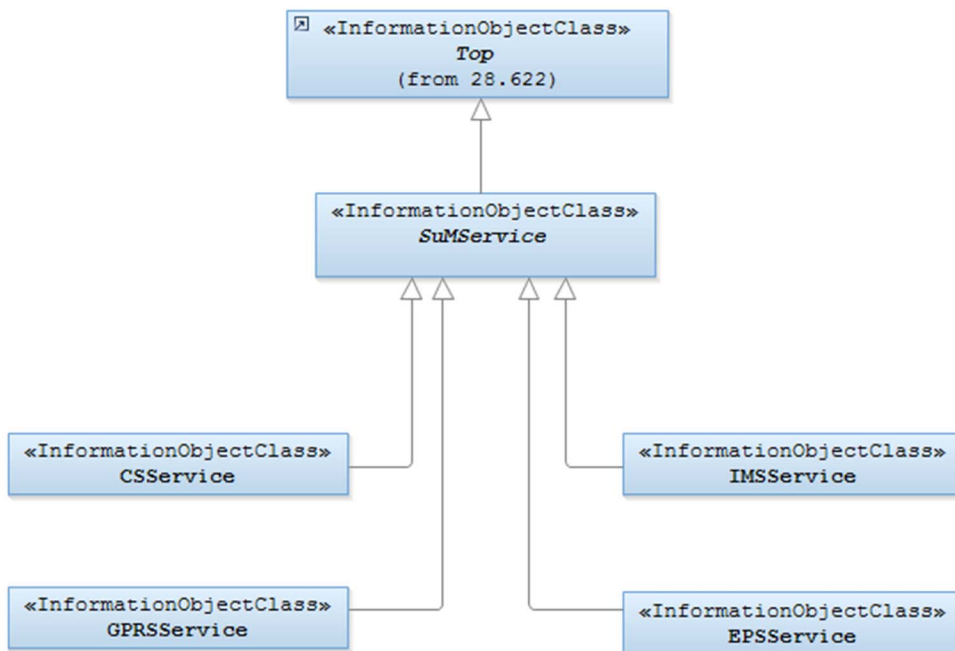 «InformationObjectClass»
Top
(from 28.622)
«InformationObjectClass»
SuMService
«InformationObjectClass»
CSService
«InformationObjectClass»
IMSService
«InformationObjectClass»
GPRSService
«InformationObjectClass»
EPSService